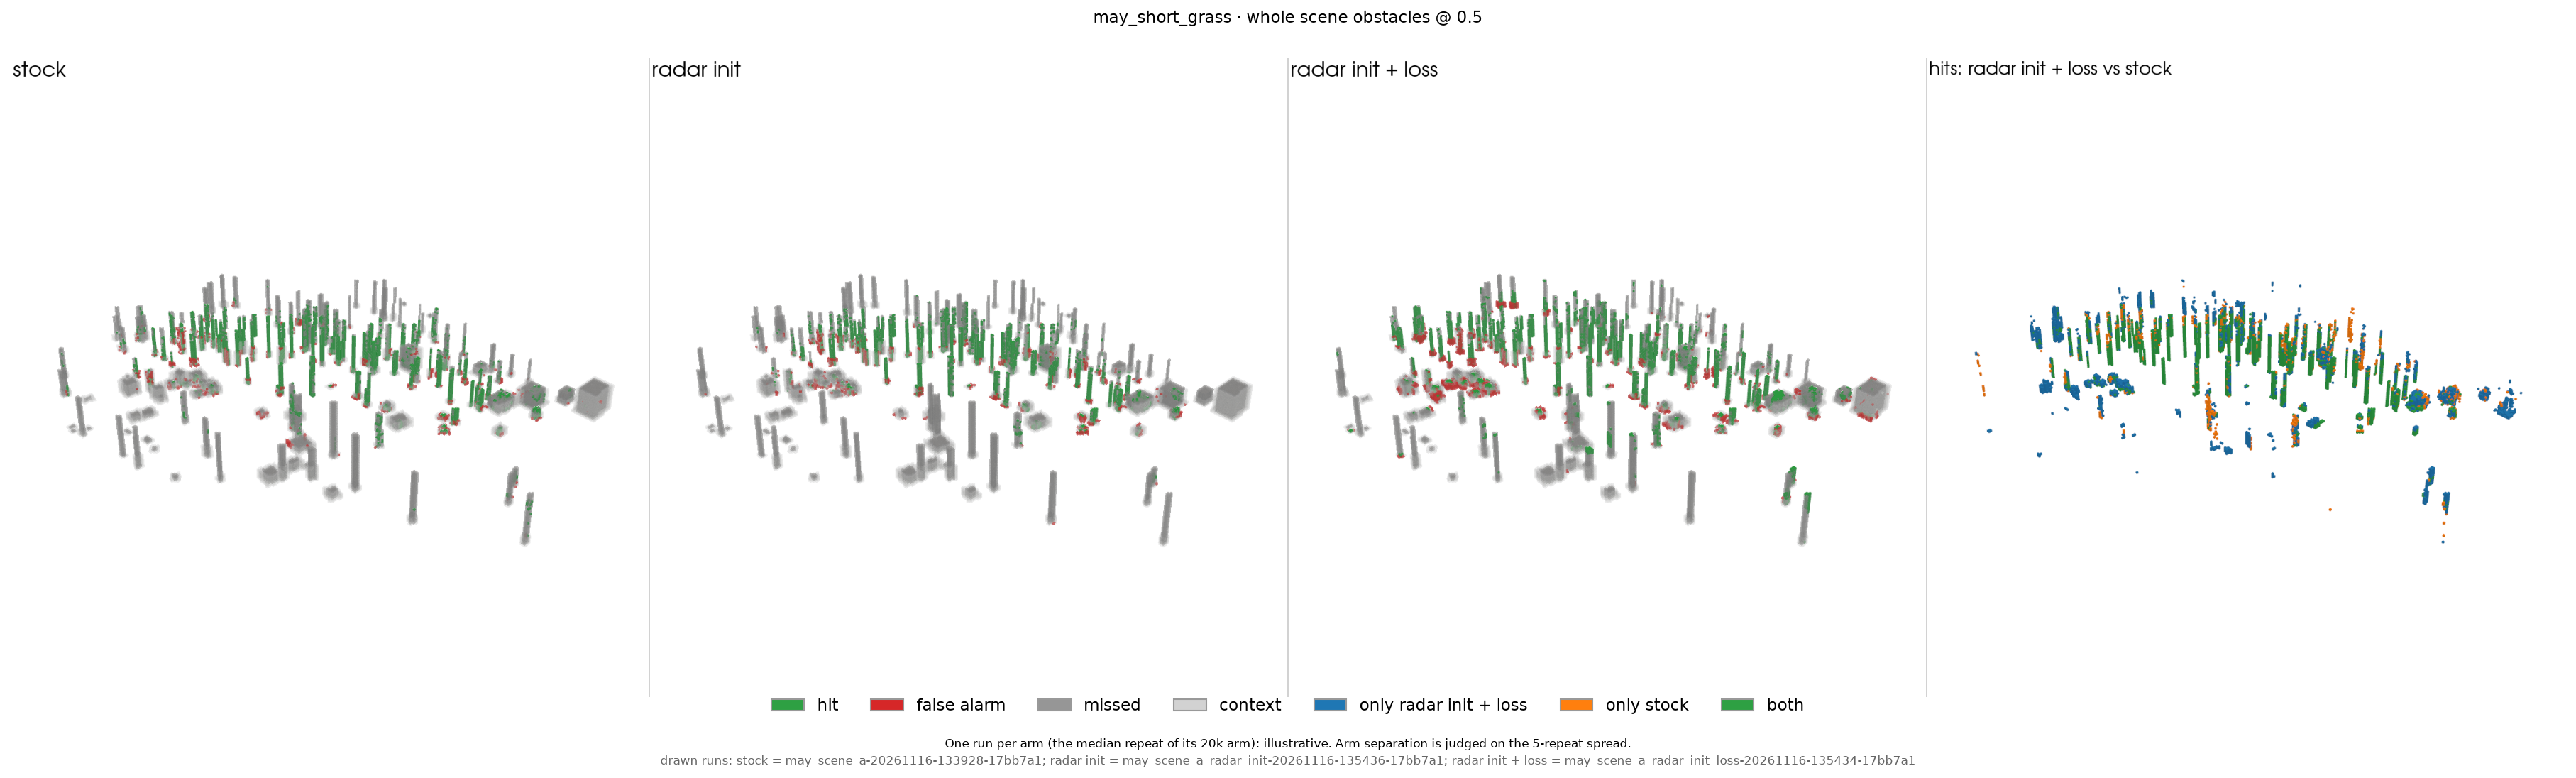 may_short_grass · whole scene obstacles @ 0.5
stock
radar init
radar init + loss
hits: radar init + loss vs stock
hit
false alarm
missed
context
only radar init + loss
only stock
both
One run per arm (the median repeat of its 20k arm): illustrative. Arm separation is judged on the 5-repeat spread.
drawn runs: stock = may_scene_a-20261116-133928-17bb7a1; radar init = may_scene_a_radar_init-20261116-135436-17bb7a1; radar init + loss = may_scene_a_radar_init_loss-20261116-135434-17bb7a1